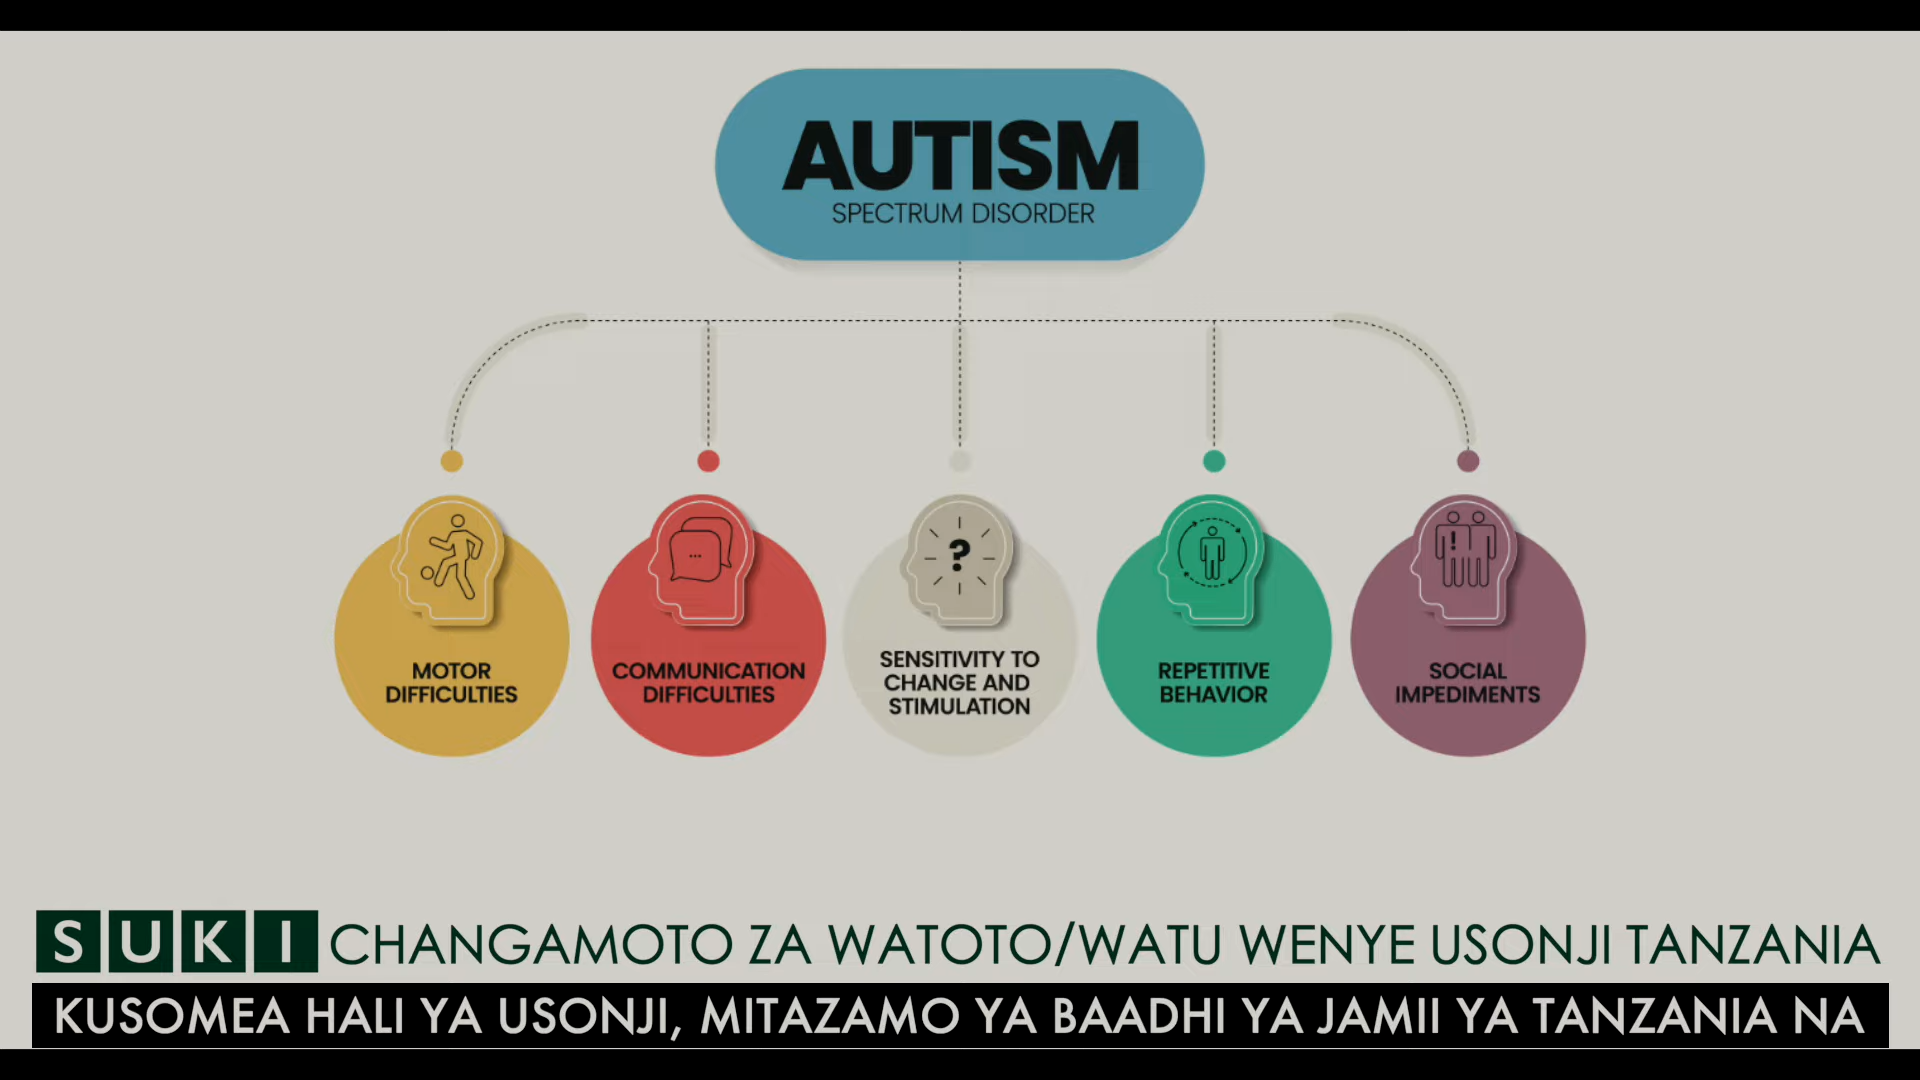 AUTISM
SPECTRUM DISORDER
?
!
MOTOR
DIFFICULTIES
COMMUNICATION
DIFFICULTIES
SENSITIVITY TO
CHANGE AND
STIMULATION
REPETITIVE
BEHAVIOR
SOCIAL
IMPEDIMENTS
SUKI CHANGAMOTO ZA WATOTO/WATU WENYE USONJI TANZANIA
KUSOMEA HALI YA USONJI, MITAZAMO YA BAADHI YA JAMII YA TANZANIA NA